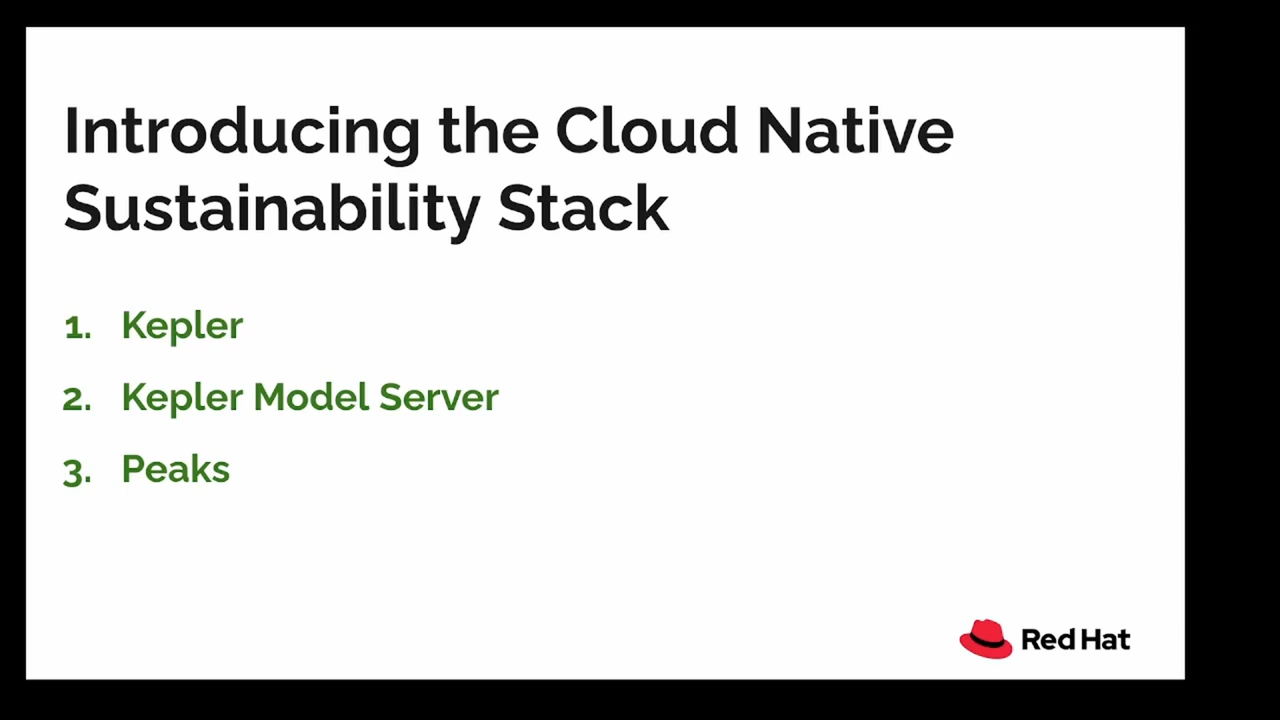 Introducing the Cloud Native
Sustainability Stack
1. Kepler
2. Kepler Model Server
3. Peaks
Red Hat